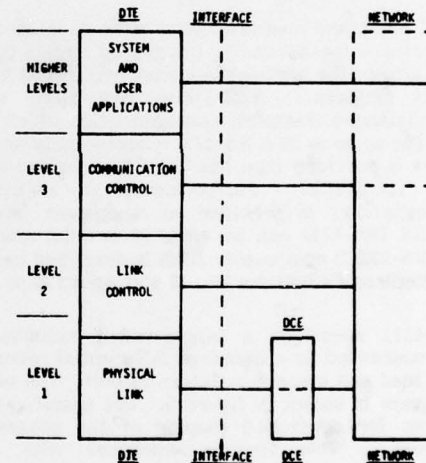 DTE INTERFACE NETWORK
HIGHER LEVELS
SYSTEM AND USER APPLICATIONS
LEVEL 3
COMMUNICATION CONTROL
LEVEL 2
LINK CONTROL
DCE
LEVEL 1
PHYSICAL LINK
DTE INTERFACE DCE NETWORK